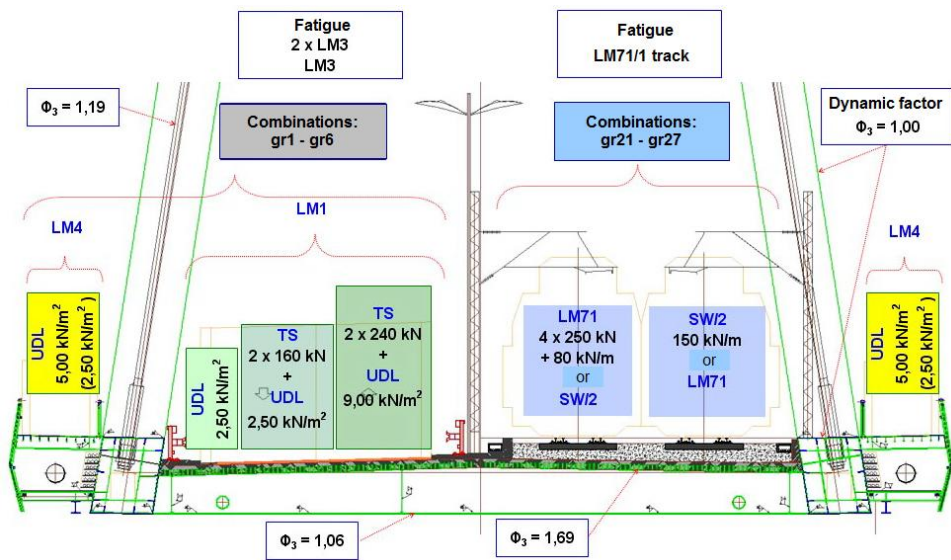 Fatigue
2 x LM3
LM3
Fatigue
LM71/1 track
Φ₃ = 1,19
Combinations:
gr1 - gr6
Combinations:
gr21 - gr27
Dynamic factor
Φ₃ = 1,00
LM4
LM1
LM4
UDL
5,00 kN/m²
(2,50 kN/m²)
UDL
2,50 kN/m²
TS
2 x 160 kN
+
UDL
2,50 kN/m²
TS
2 x 240 kN
+
UDL
9,00 kN/m²
LM71
4 x 250 kN
+ 80 kN/m
or
SW/2
SW/2
150 kN/m
or
LM71
UDL
5,00 kN/m²
(2,50 kN/m²)
Φ₃ = 1,06
Φ₃ = 1,69